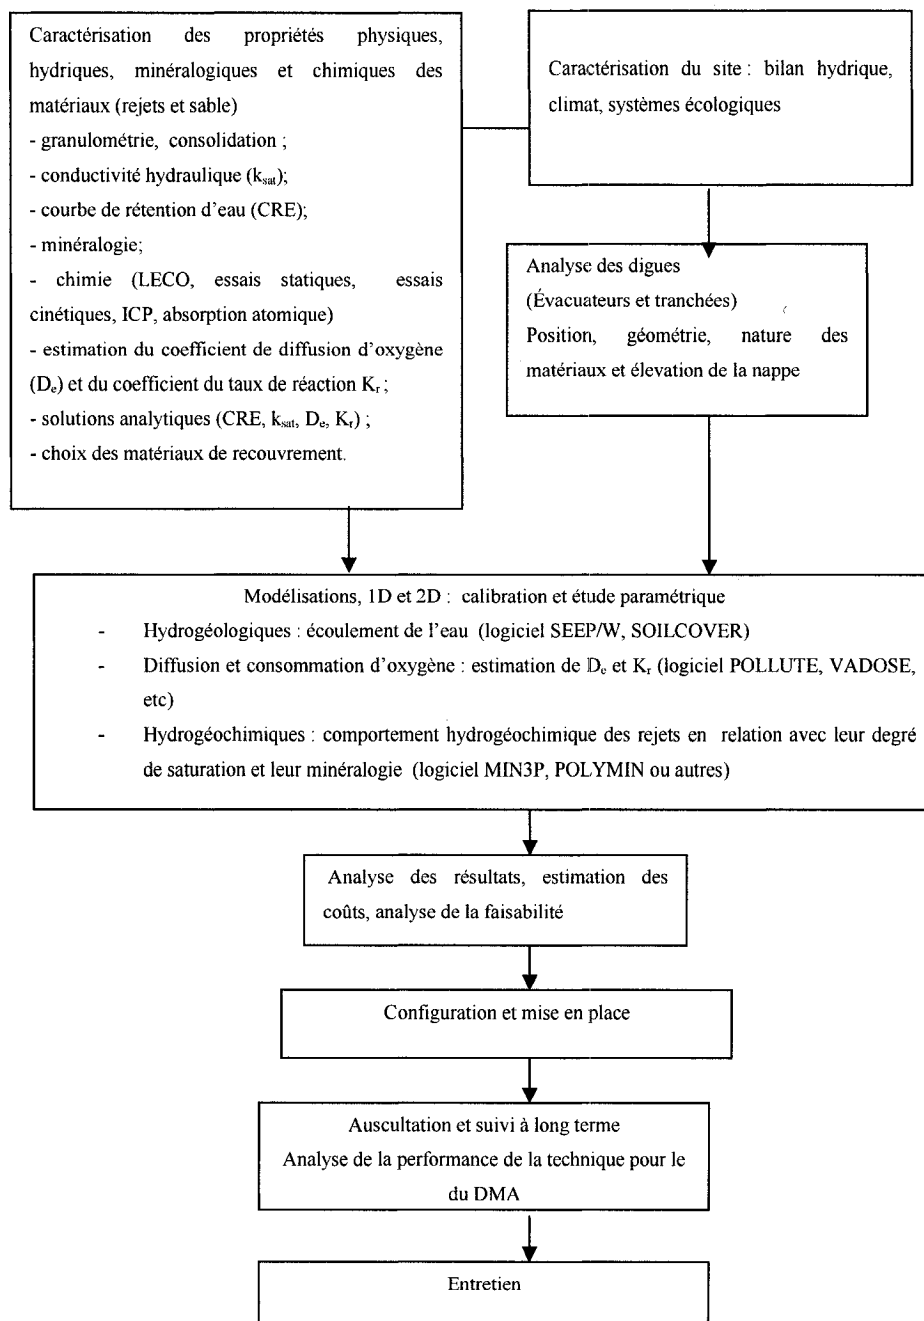 Caractérisation des propriétés physiques,
hydriques, minéralogiques et chimiques des
matériaux (rejets et sable)
- granulométrie, consolidation ;
- conductivité hydraulique (ksat);
- courbe de rétention d'eau (CRE);
- minéralogie;
- chimie (LECO, essais statiques, essais
cinétiques, ICP, absorption atomique)
- estimation du coefficient de diffusion d'oxygène
(De) et du coefficient du taux de réaction Kr ;
- solutions analytiques (CRE, ksat, De, Kr) ;
- choix des matériaux de recouvrement.
Caractérisation du site : bilan hydrique,
climat, systèmes écologiques
Analyse des digues
(Évacuateurs et tranchées)
Position, géométrie, nature des
matériaux et élevation de la nappe
Modélisations, 1D et 2D : calibration et étude paramétrique
- Hydrogéologiques : écoulement de l'eau (logiciel SEEP/W, SOILCOVER)
- Diffusion et consommation d'oxygène : estimation de De et Kr (logiciel POLLUTE, VADOSE,
etc)
- Hydrogéochimiques : comportement hydrogéochimique des rejets en relation avec leur degré
de saturation et leur minéralogie (logiciel MIN3P, POLYMIN ou autres)
Analyse des résultats, estimation des
coûts, analyse de la faisabilité
Configuration et mise en place
Auscultation et suivi à long terme
Analyse de la performance de la technique pour le
du DMA
Entretien